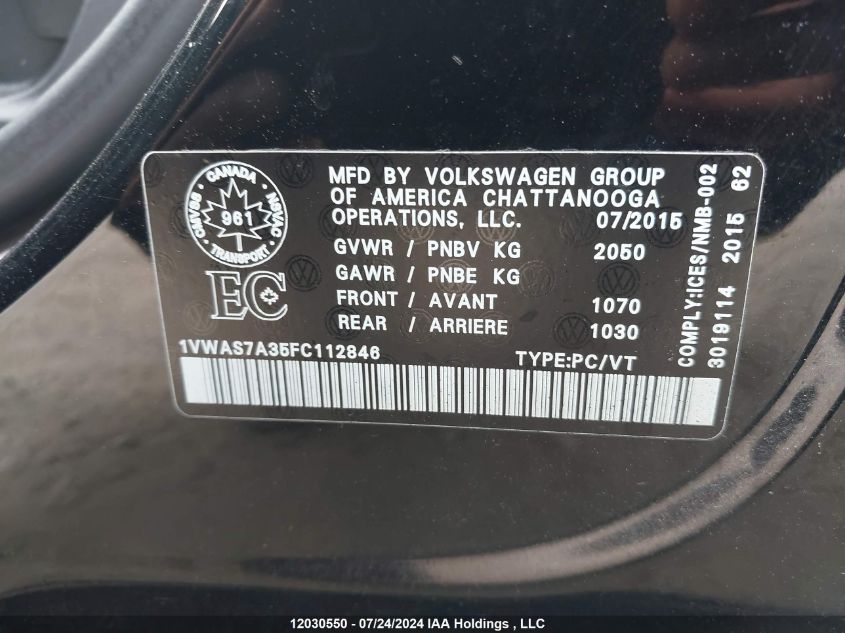 CANADA
CMVSS
NSVAC
961
TRANSPORT
EC
MFD BY VOLKSWAGEN GROUP
OF AMERICA CHATTANOOGA
OPERATIONS, LLC. 07/2015
GVWR / PNBV KG 2050
GAWR / PNBE KG
FRONT / AVANT 1070
REAR / ARRIERE 1030
1VWAS7A35FC112846 TYPE:PC/VT
COMPLY:ICES/NMB-002
3019114 2015 62
12030550 - 07/24/2024 IAA Holdings , LLC